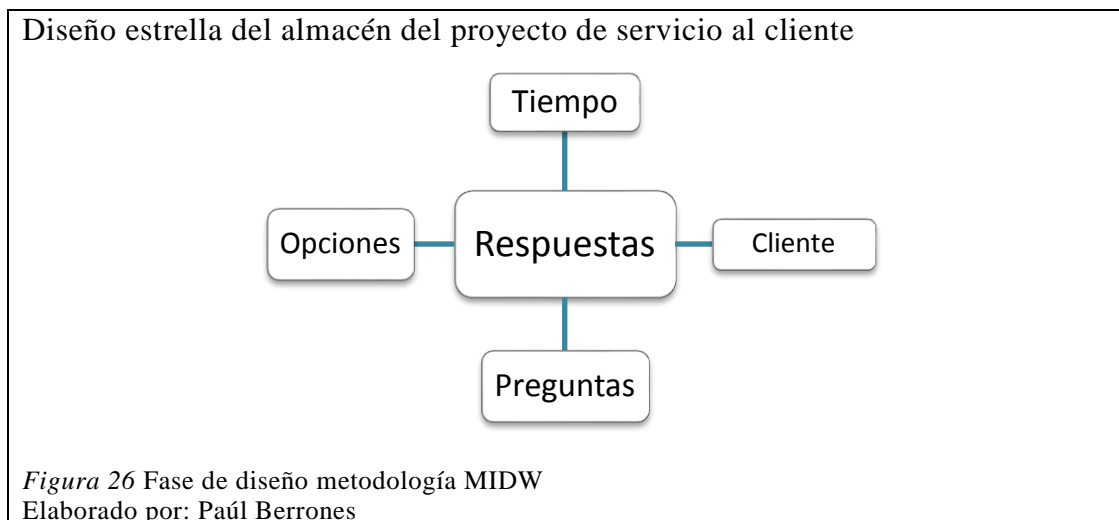 Diseño estrella del almacén del proyecto de servicio al cliente
Tiempo
Opciones
Respuestas
Cliente
Preguntas
Figura 26 Fase de diseño metodología MIDW
Elaborado por: Paúl Berrones